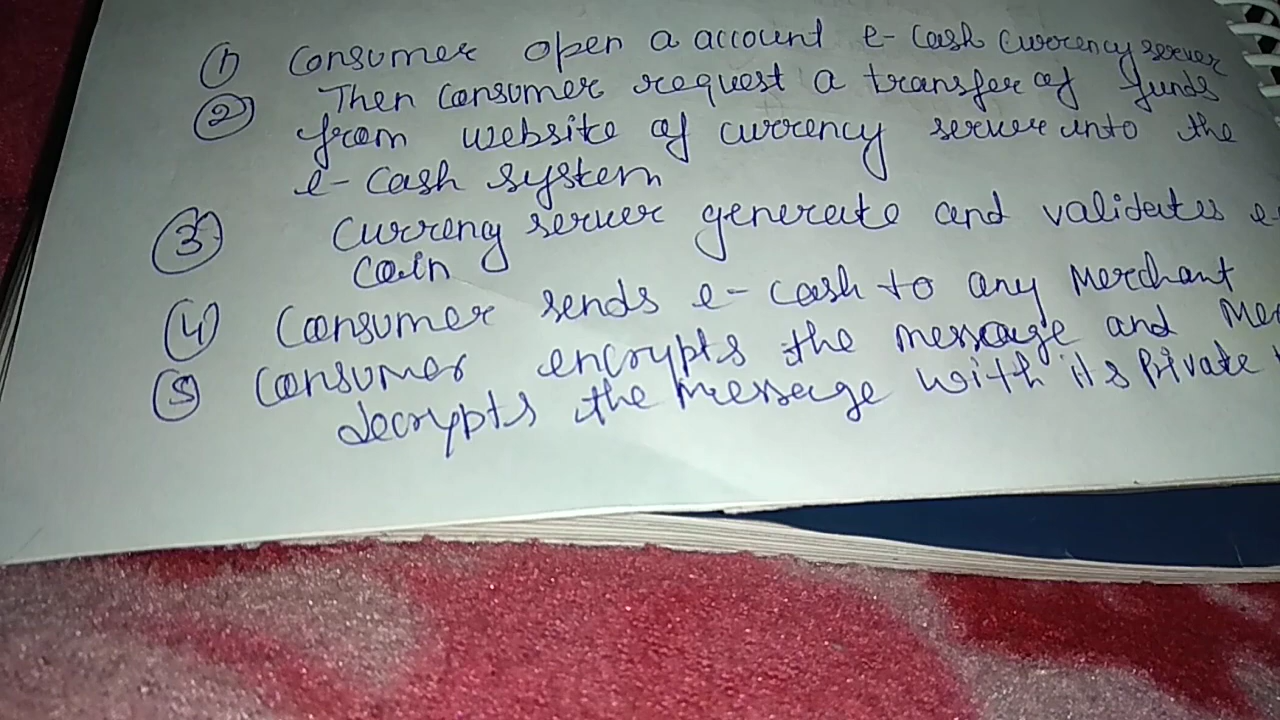 ① Consumer open a account e-cash currency server
② Then Consumer request a transfer of funds
from website of currency server into the
e-cash system
③ Curreny server generate and validates e-
Coin
④ Consumer sends e-cash to any Merchant
⑤ Consumer encrypts the message and Mer
decrypts the message with its Private